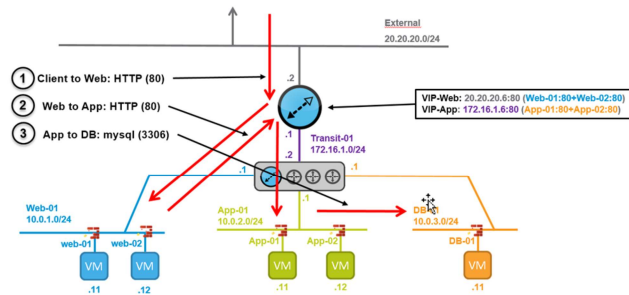 External
20.20.20.0/24
.2
1 Client to Web: HTTP (80)
2 Web to App: HTTP (80)
3 App to DB: mysql (3306)
VIP-Web: 20.20.20.6:80 (Web-01:80+Web-02:80)
VIP-App: 172.16.1.6:80 (App-01:80+App-02:80)
.1
Transit-01
172.16.1.0/24
.2
.1
.1
.1
Web-01
10.0.1.0/24
App-01
10.0.2.0/24
10.0.3.0/24
web-01
web-02
App-01
App-02
DB-01
VM
VM
VM
VM
VM
.11
.12
.11
.12
.11